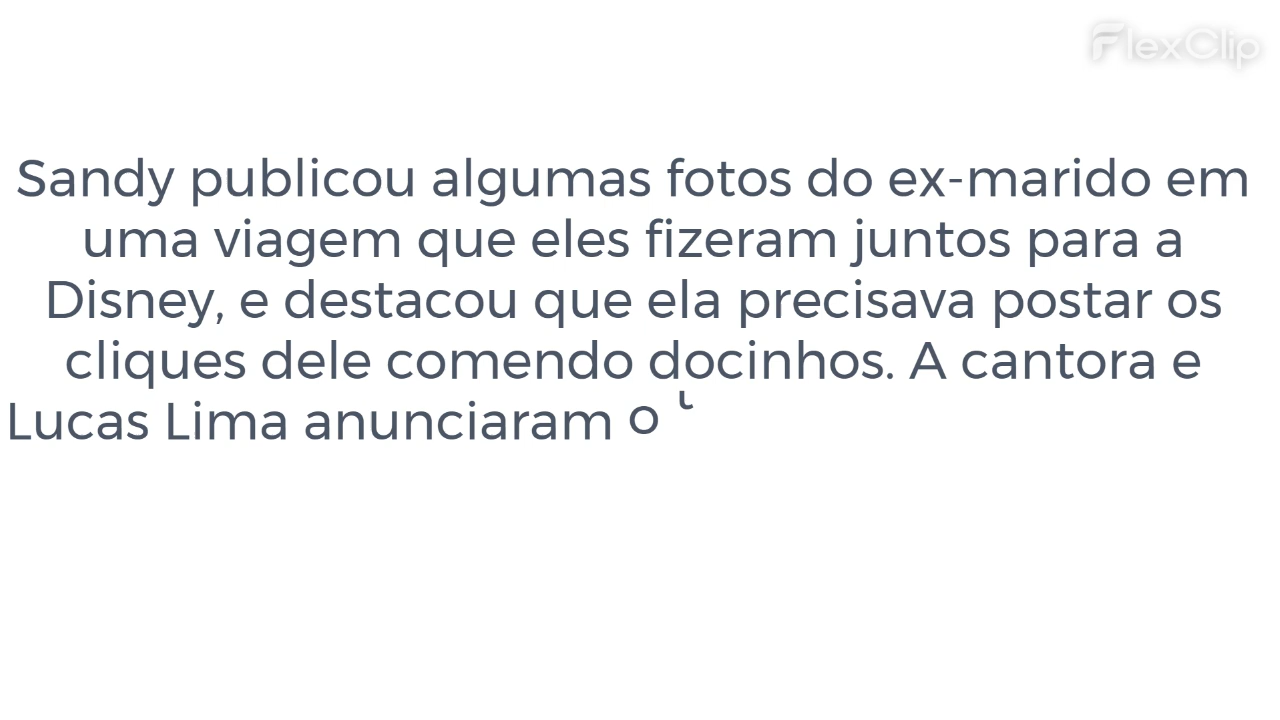 FlexClip
Sandy publicou algumas fotos do ex-marido em
uma viagem que eles fizeram juntos para a
Disney, e destacou que ela precisava postar os
cliques dele comendo docinhos. A cantora e
Lucas Lima anunciaram o